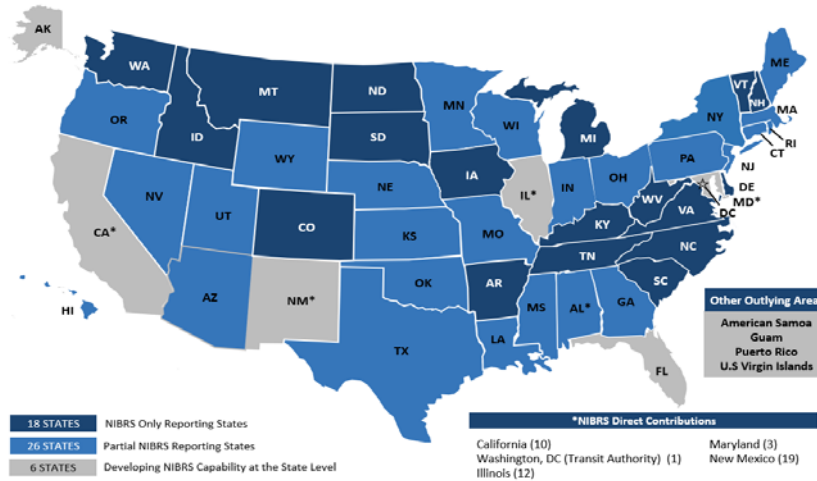 AK
WA
MT
ND
MN
ME
VT
NH
MA
OR
ID
SD
WI
MI
NY
RI
CT
WY
IA
PA
NJ
NV
NE
IL*
IN
OH
DE
MD*
DC
UT
CO
WV
VA
CA*
KS
MO
KY
NC
TN
AZ
NM*
OK
AR
SC
MS
AL*
GA
HI
TX
LA
FL
Other Outlying Area
American Samoa
Guam
Puerto Rico
U.S Virgin Islands
18 STATES NIBRS Only Reporting States
26 STATES Partial NIBRS Reporting States
6 STATES Developing NIBRS Capability at the State Level
*NIBRS Direct Contributions
California (10)
Washington, DC (Transit Authority) (1)
Illinois (12)
Maryland (3)
New Mexico (19)